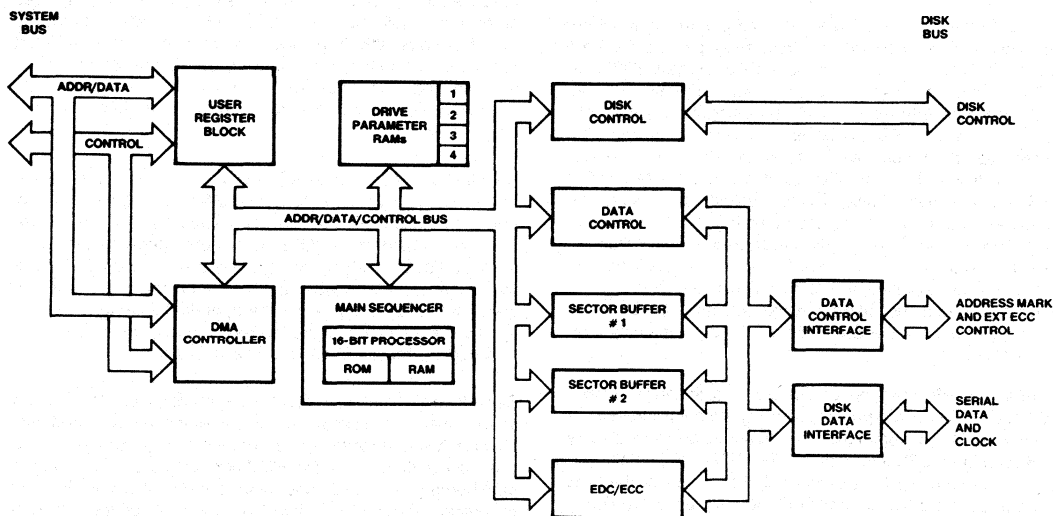 SYSTEM
BUS
DISK
BUS
ADDR/DATA
CONTROL
USER
REGISTER
BLOCK
DRIVE
PARAMETER
RAMs
1
2
3
4
DISK
CONTROL
DISK
CONTROL
ADDR/DATA/CONTROL BUS
DATA
CONTROL
DMA
CONTROLLER
MAIN SEQUENCER
16-BIT PROCESSOR
ROM
RAM
SECTOR BUFFER
# 1
DATA
CONTROL
INTERFACE
ADDRESS MARK
AND EXT ECC
CONTROL
SECTOR BUFFER
# 2
DISK
DATA
INTERFACE
SERIAL
DATA
AND
CLOCK
EDC/ECC